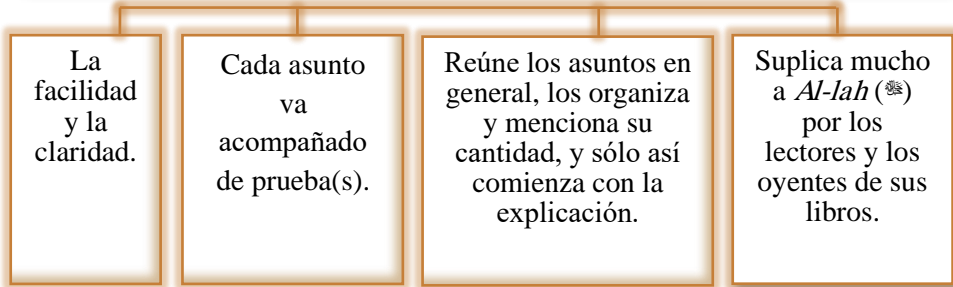 La
facilidad
y la
claridad.
Cada asunto
va
acompañado
de prueba(s).
Reúne los asuntos en
general, los organiza
y menciona su
cantidad, y sólo así
comienza con la
explicación.
Suplica mucho
a Al-lah (ﷻ)
por los
lectores y los
oyentes de sus
libros.